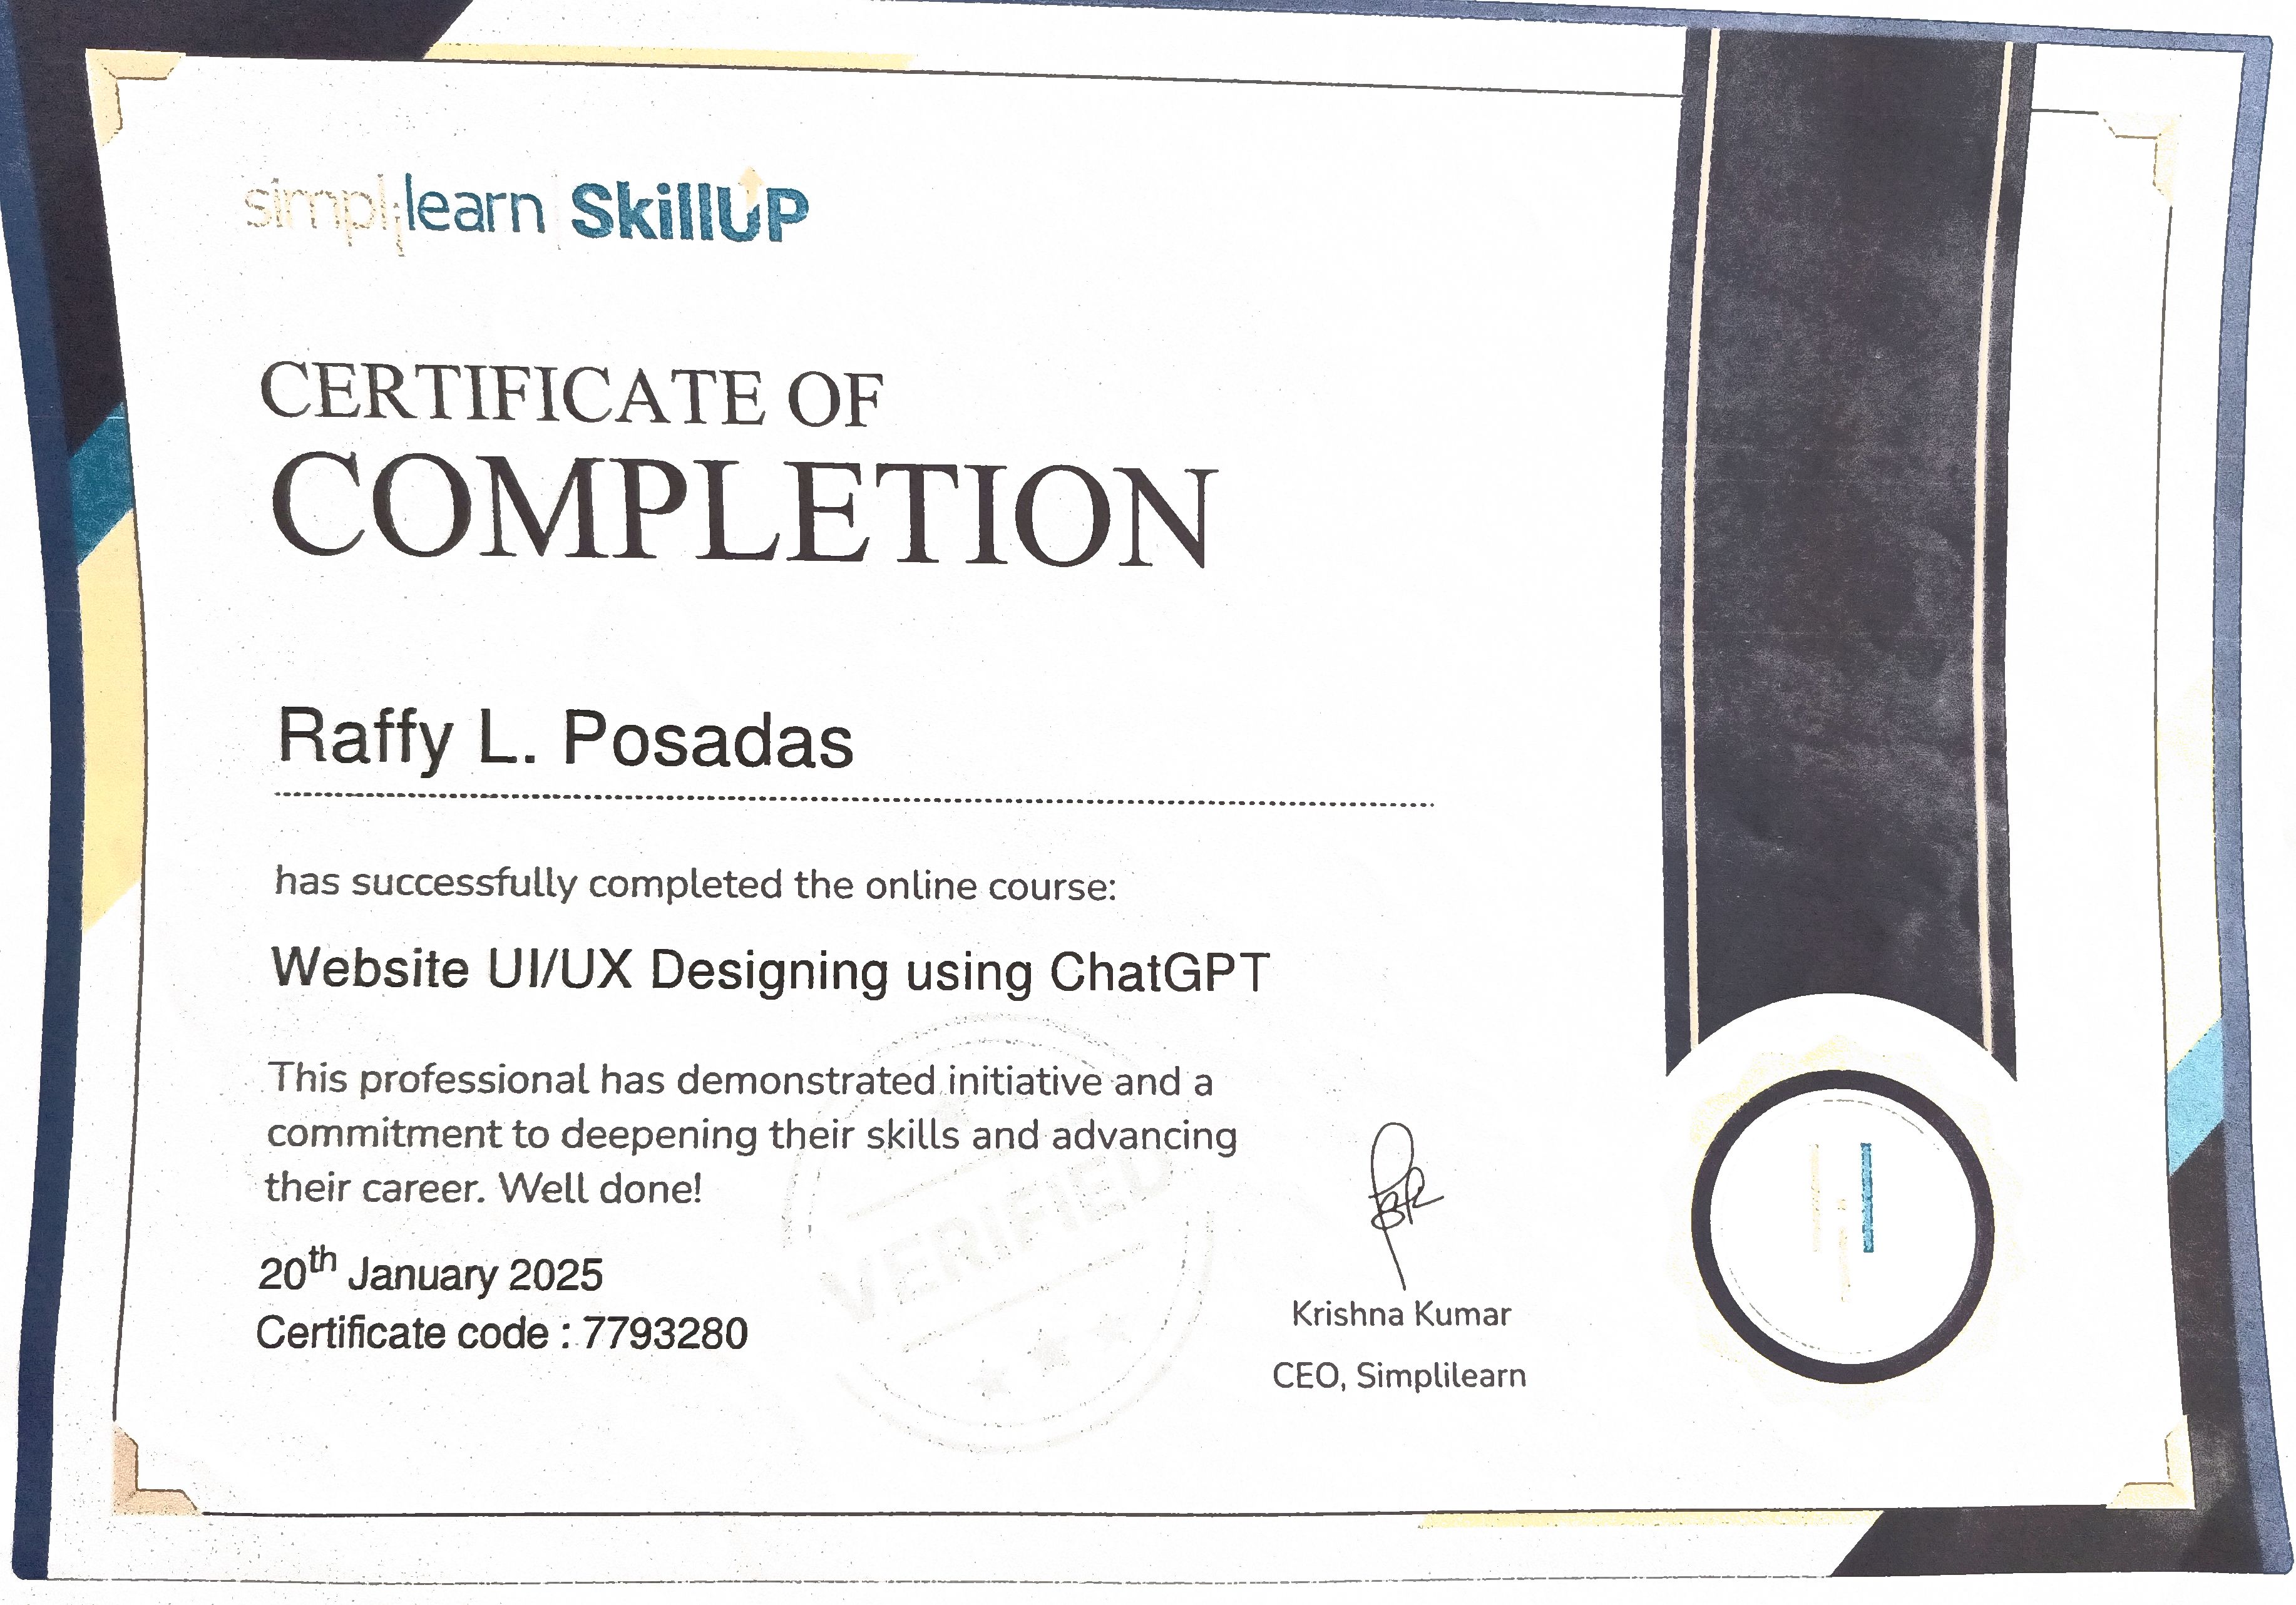 simplilearn SkillUP
CERTIFICATE OF
COMPLETION
Raffy L. Posadas
has successfully completed the online course:
Website UI/UX Designing using ChatGPT
This professional has demonstrated initiative and a
commitment to deepening their skills and advancing
their career. Well done!
VERIFIED
20th January 2025
Certificate code : 7793280
Krishna Kumar
CEO, Simplilearn